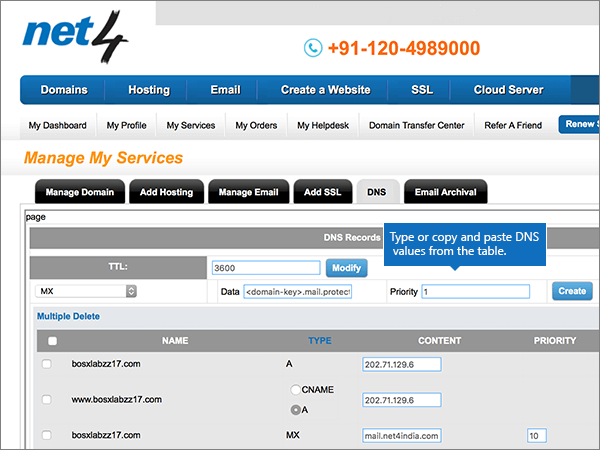 net4
+91-120-4989000
Domains Hosting Email Create a Website SSL Cloud Server
My Dashboard My Profile My Services My Orders My Helpdesk Domain Transfer Center Refer A Friend Renew S
Manage My Services
Manage Domain Add Hosting Manage Email Add SSL DNS Email Archival
page
DNS Records
Type or copy and paste DNS
values from the table.
TTL: 3600 Modify
MX Data <domain-key>.mail.protect Priority 1 Create
Multiple Delete
NAME TYPE CONTENT PRIORITY
bosxlabzz17.com A 202.71.129.6
CNAME
www.bosxlabzz17.com 202.71.129.6
A
bosxlabzz17.com MX mail.net4india.com 10